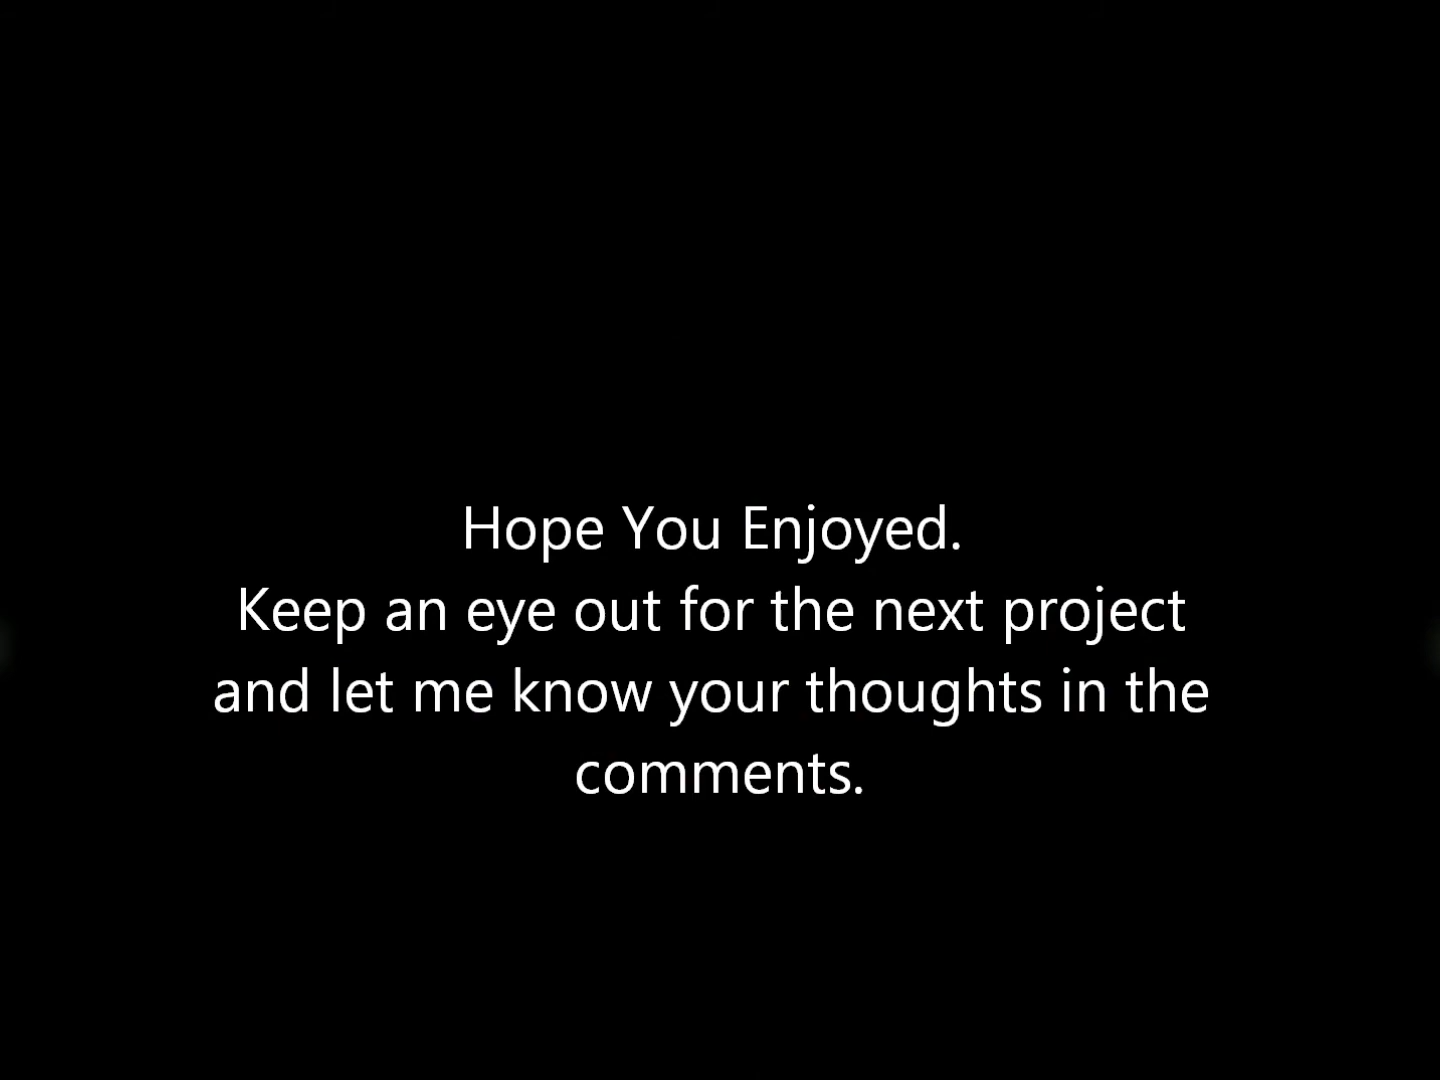 Hope You Enjoyed.
Keep an eye out for the next project
and let me know your thoughts in the
comments.